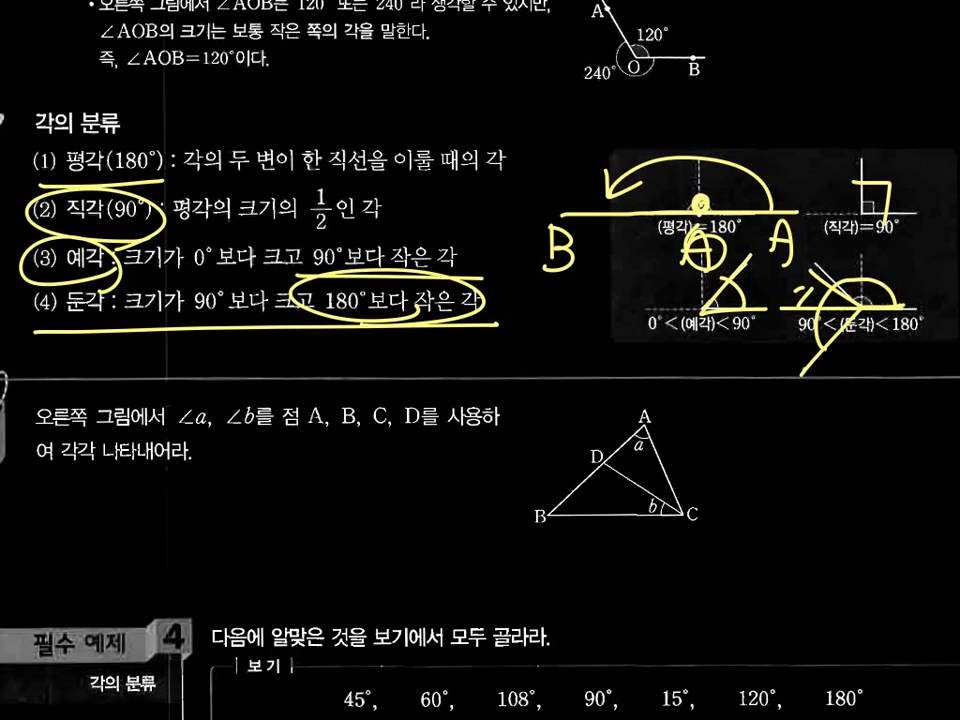 • 오른쪽 그림에서 ∠AOB는 120° 또는 240°라 생각할 수 있지만,
∠AOB의 크기는 보통 작은 쪽의 각을 말한다.
즉, ∠AOB=120°이다.
A
120°
240°
O
B
각의 분류
(1) 평각(180°) : 각의 두 변이 한 직선을 이룰 때의 각
(2) 직각(90°) : 평각의 크기의 1/2인 각
(3) 예각 : 크기가 0°보다 크고 90°보다 작은 각
(4) 둔각 : 크기가 90°보다 크고 180°보다 작은 각
(평각)=180°
(직각)=90°
B
A
0°<(예각)<90°
90°<(둔각)<180°
오른쪽 그림에서 ∠a, ∠b를 점 A, B, C, D를 사용하
여 각각 나타내어라.
A
a
D
b
B
C
필수 예제 4
다음에 알맞은 것을 보기에서 모두 골라라.
각의 분류
보기
45°, 60°, 108°, 90°, 15°, 120°, 180°